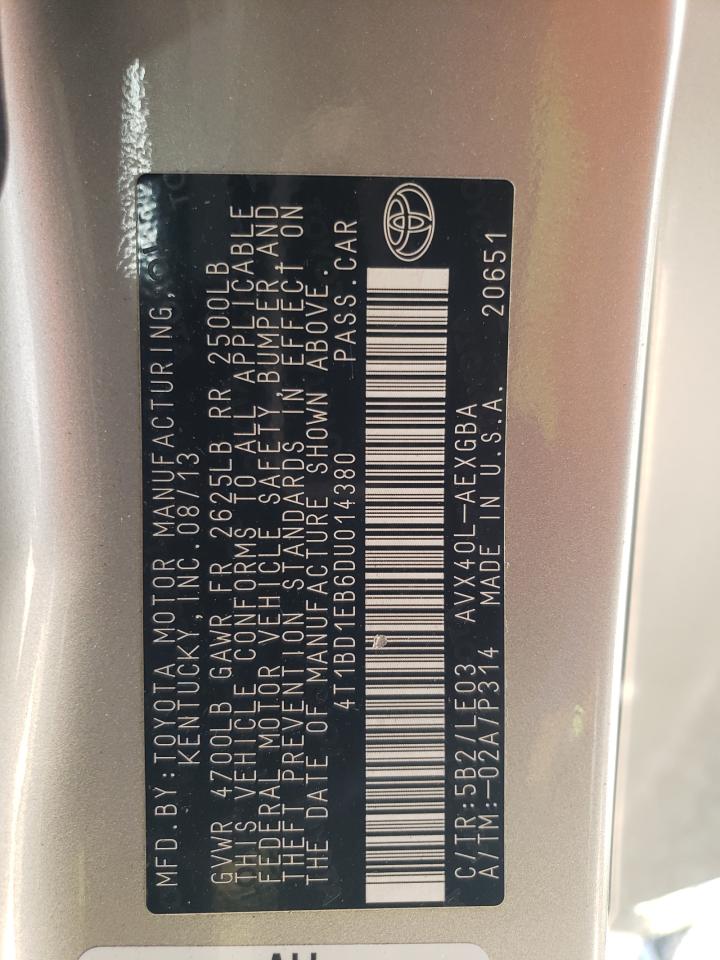 MFD.BY:TOYOTA MOTOR MANUFACTURING,
KENTUCKY, INC. 08/13
GVWR 4700LB GAWR FR 2625LB RR 2500LB
THIS VEHICLE CONFORMS TO ALL APPLICABLE
FEDERAL MOTOR VEHICLE SAFETY, BUMPER, AND
THEFT PREVENTION STANDARDS IN EFFECT ON
THE DATE OF MANUFACTURE SHOWN ABOVE.
4T1BD1EB6DU014380 PASS.CAR
C/TR:5B2/LE03 AVX40L-AEXGBA
A/TM:-02A/P314 MADE IN U.S.A. 20651